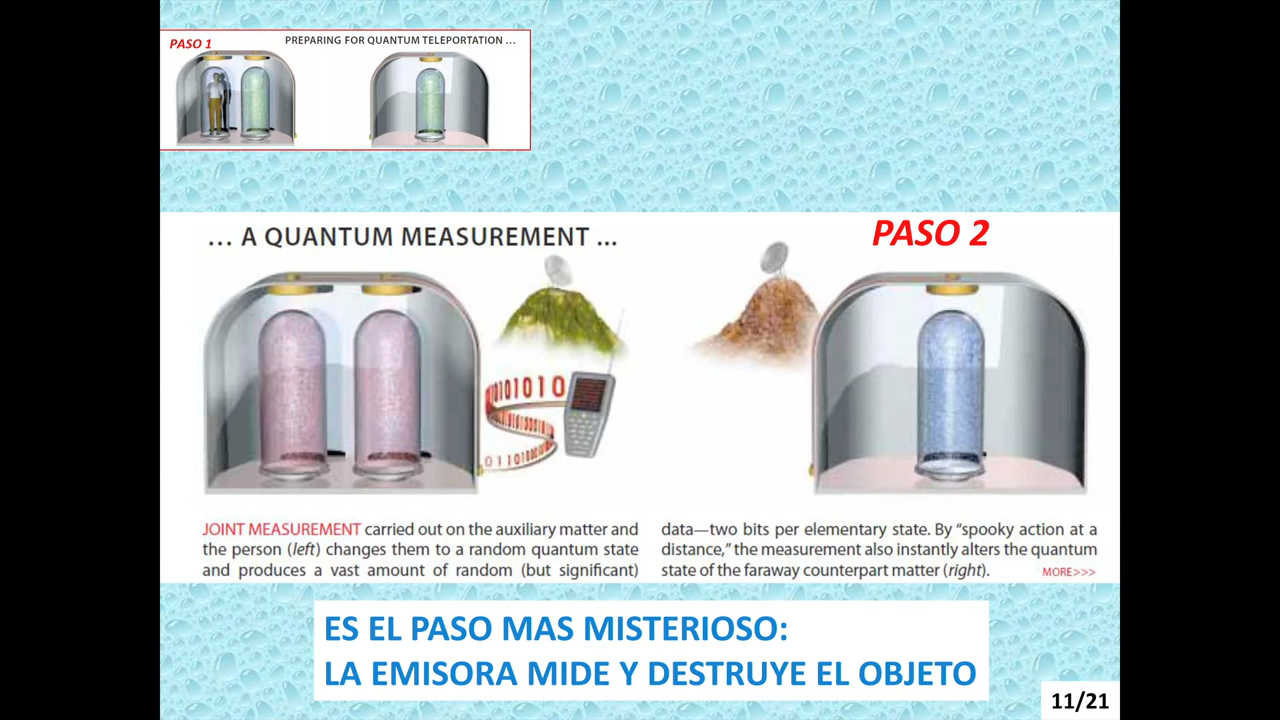 PASO 1
PREPARING FOR QUANTUM TELEPORTATION ...
... A QUANTUM MEASUREMENT ...
PASO 2
JOINT MEASUREMENT carried out on the auxiliary matter and
the person (left) changes them to a random quantum state
and produces a vast amount of random (but significant)
data—two bits per elementary state. By “spooky action at a
distance,” the measurement also instantly alters the quantum
state of the faraway counterpart matter (right).
MORE>>>
ES EL PASO MAS MISTERIOSO:
LA EMISORA MIDE Y DESTRUYE EL OBJETO
11/21